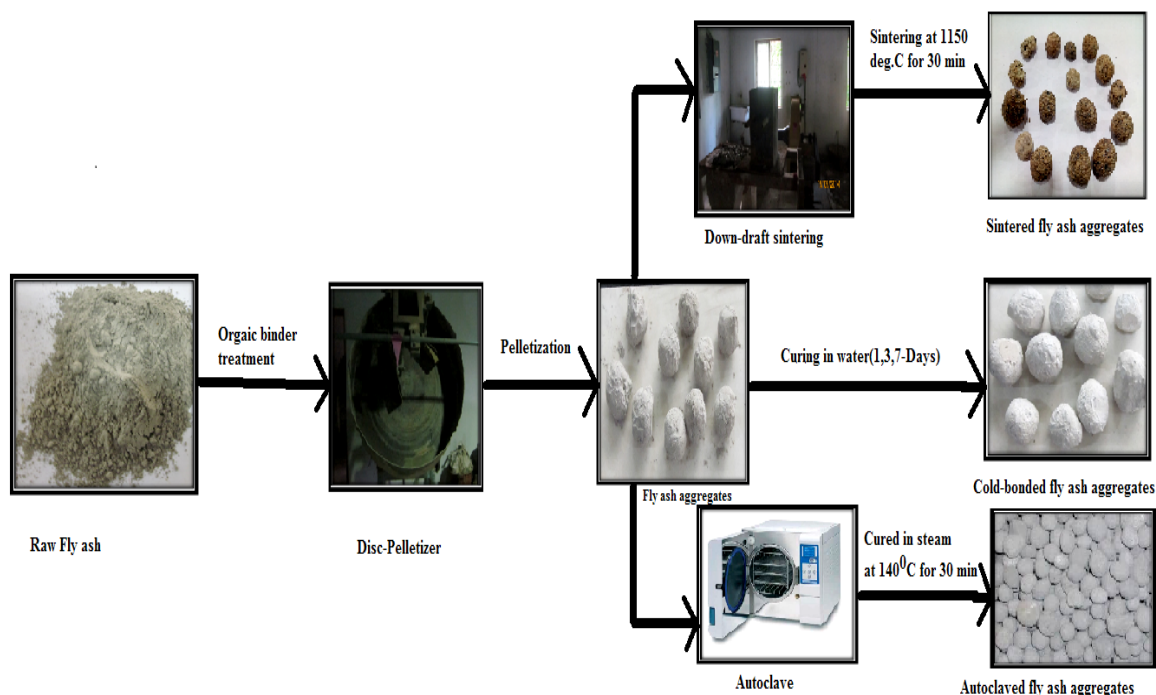 Sintering at 1150
deg.C for 30 min
Down-draft sintering
Sintered fly ash aggregates
Orgaic binder
treatment
Pelletization
Curing in water(1,3,7-Days)
Raw Fly ash
Disc-Pelletizer
Fly ash aggregates
Cold-bonded fly ash aggregates
Cured in steam
at 140⁰C for 30 min
Autoclave
Autoclaved fly ash aggregates